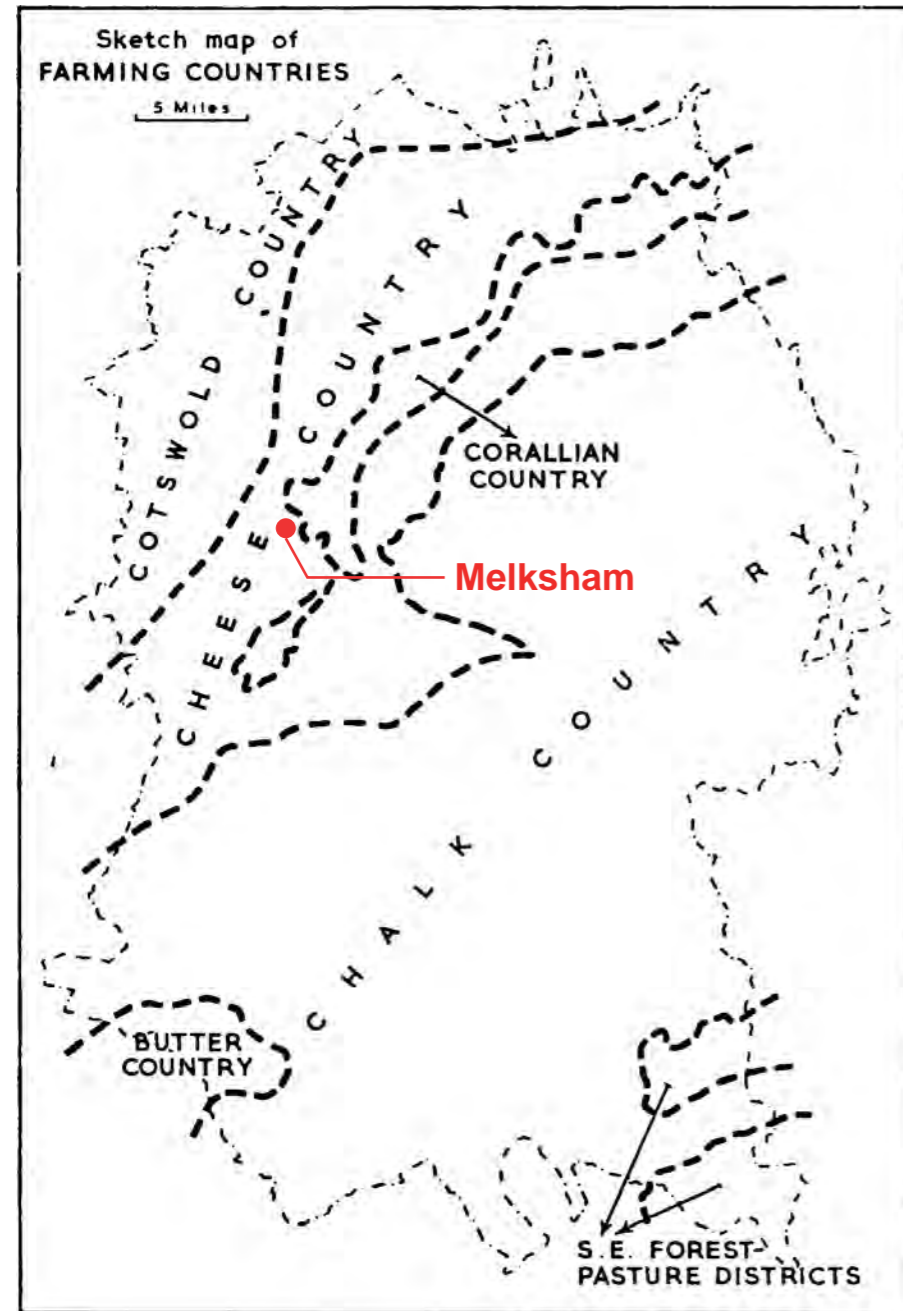 Sketch map of
FARMING COUNTRIES
5 Miles
COTSWOLD COUNTRY
CHEESE COUNTRY
CORALLIAN
COUNTRY
Melksham
CHALK COUNTRY
BUTTER
COUNTRY
S.E. FOREST-
PASTURE DISTRICTS